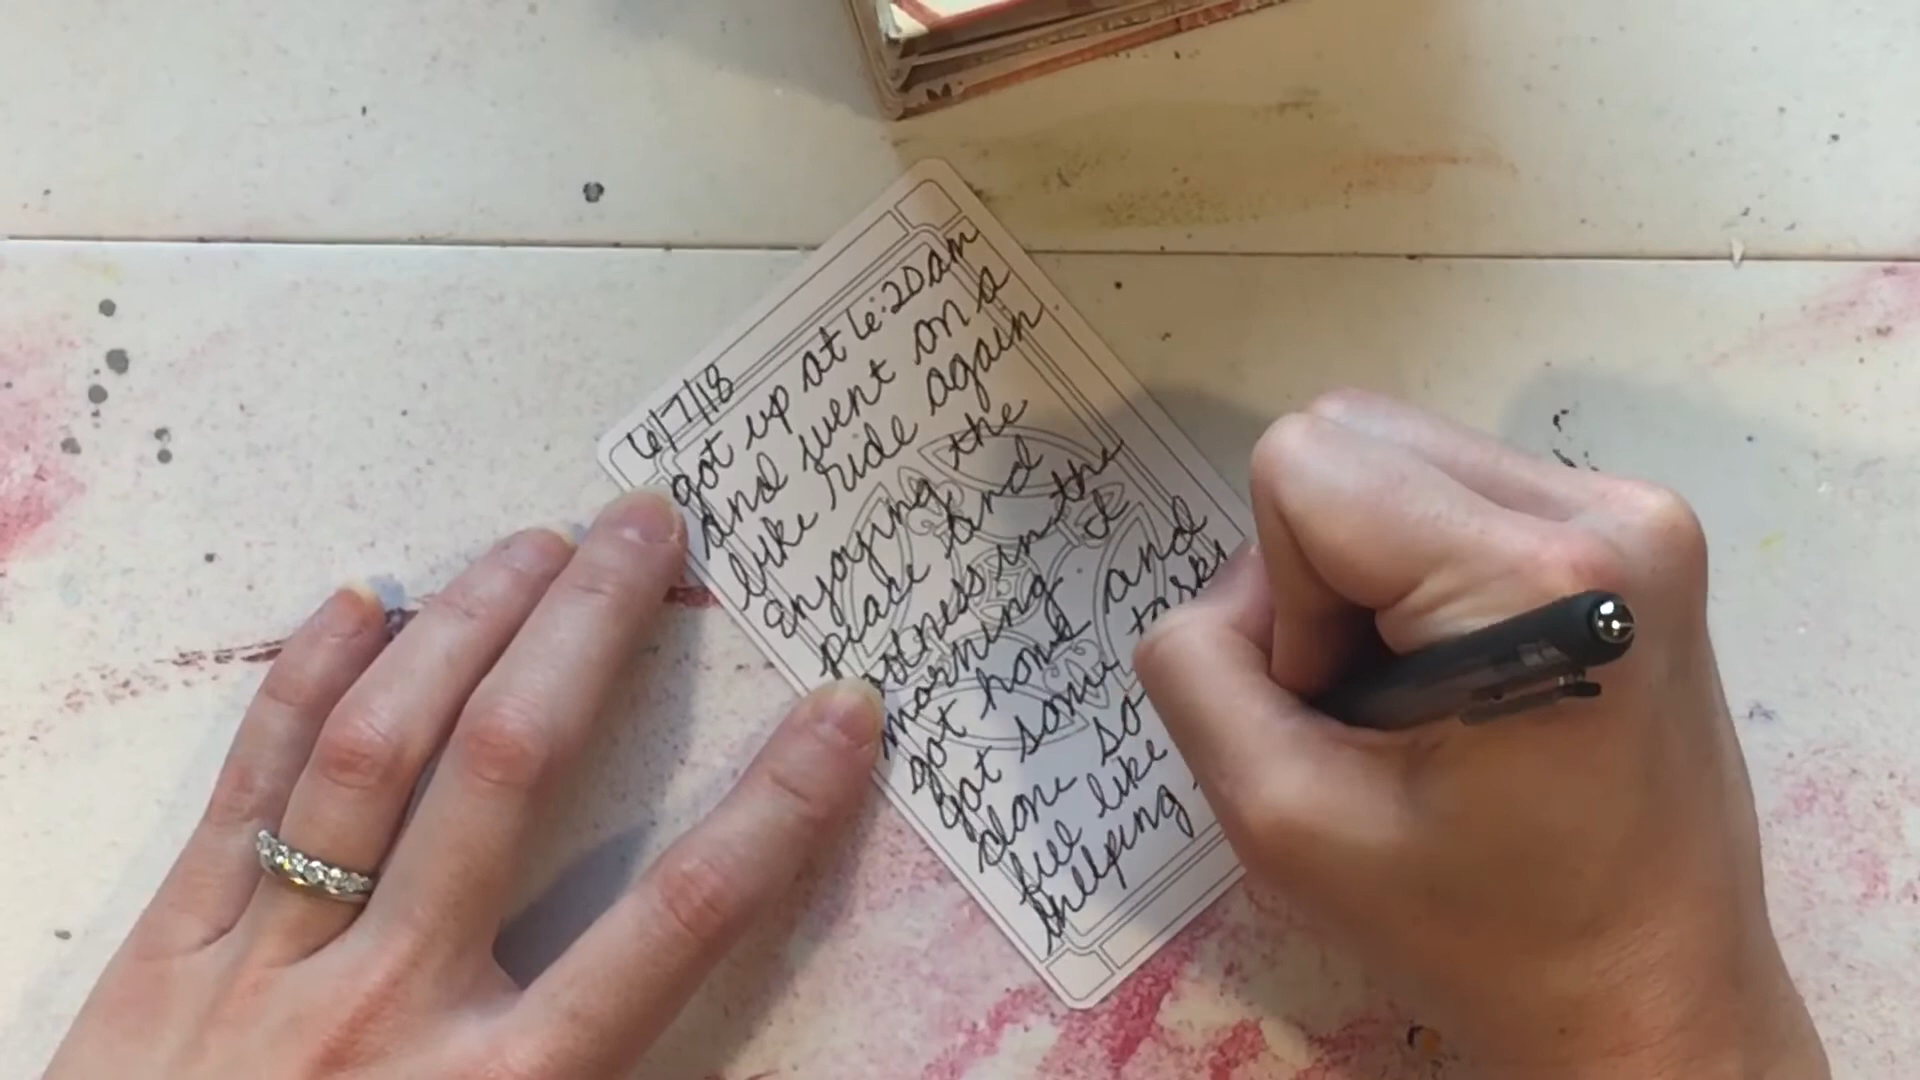 6/7/18
got up at 6:20am
and went on a
bike ride again.
Enjoying the
peace and
in the
morning. I
got home and
got some tasks
done so
feel like
helping